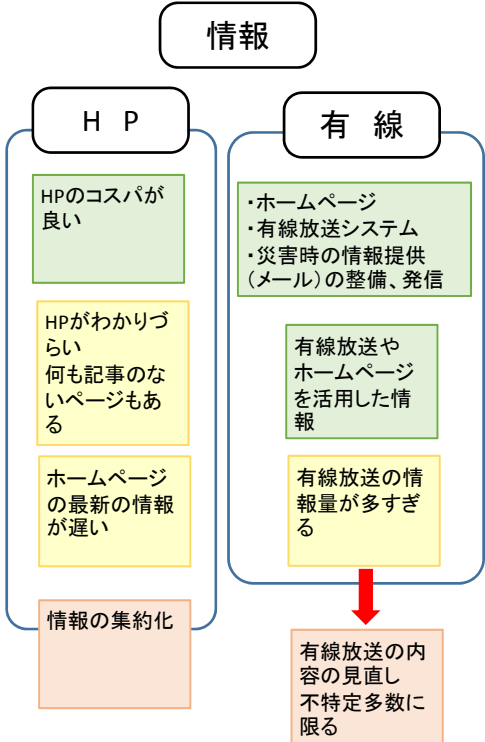 情報
H P
HPのコスパが
良い
HPがわかりづ
らい
何も記事のな
いページもあ
る
ホームページ
の最新の情報
が遅い
情報の集約化
有 線
・ホームページ
・有線放送システム
・災害時の情報提供
(メール)の整備、発信
有線放送や
ホームページ
を活用した情
報
有線放送の情
報量が多すぎ
る
有線放送の内
容の見直し
不特定多数に
限る